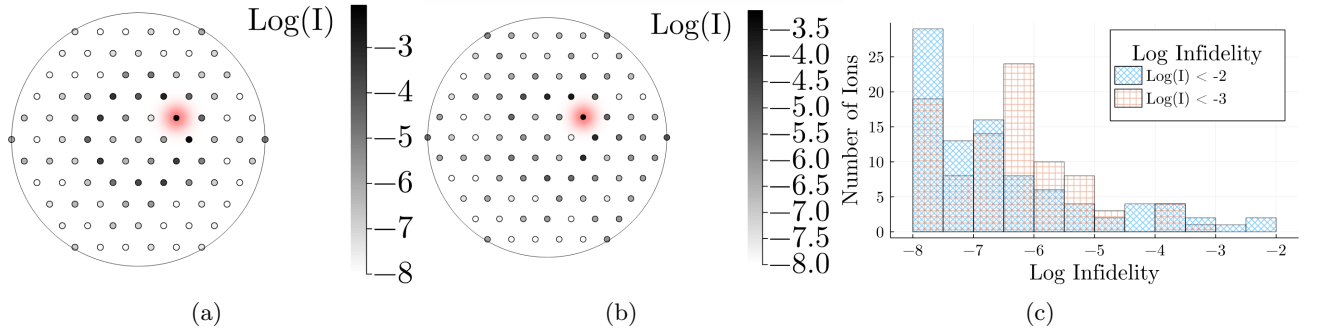 Log(I)
−3
−4
−5
−6
−7
−8
(a)
Log(I)
−3.5
−4.0
−4.5
−5.0
−5.5
−6.0
−6.5
−7.0
−7.5
−8.0
(b)
Number of Ions
25
20
15
10
5
0
Log Infidelity
Log(I) < -2
Log(I) < -3
−8
−7
−6
−5
−4
−3
−2
Log Infidelity
(c)